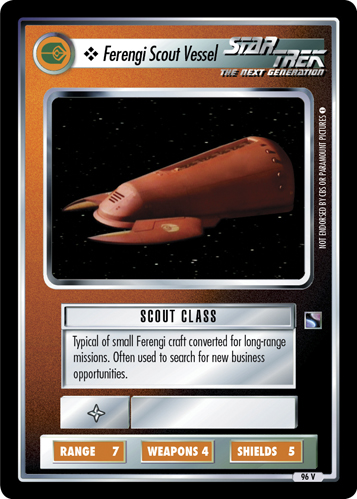 ❖ Ferengi Scout Vessel
STAR TREK
THE NEXT GENERATION
NOT ENDORSED BY CBS OR PARAMOUNT PICTURES
SCOUT CLASS
Typical of small Ferengi craft converted for long-range
missions. Often used to search for new business
opportunities.
RANGE 7 WEAPONS 4 SHIELDS 5
96 V